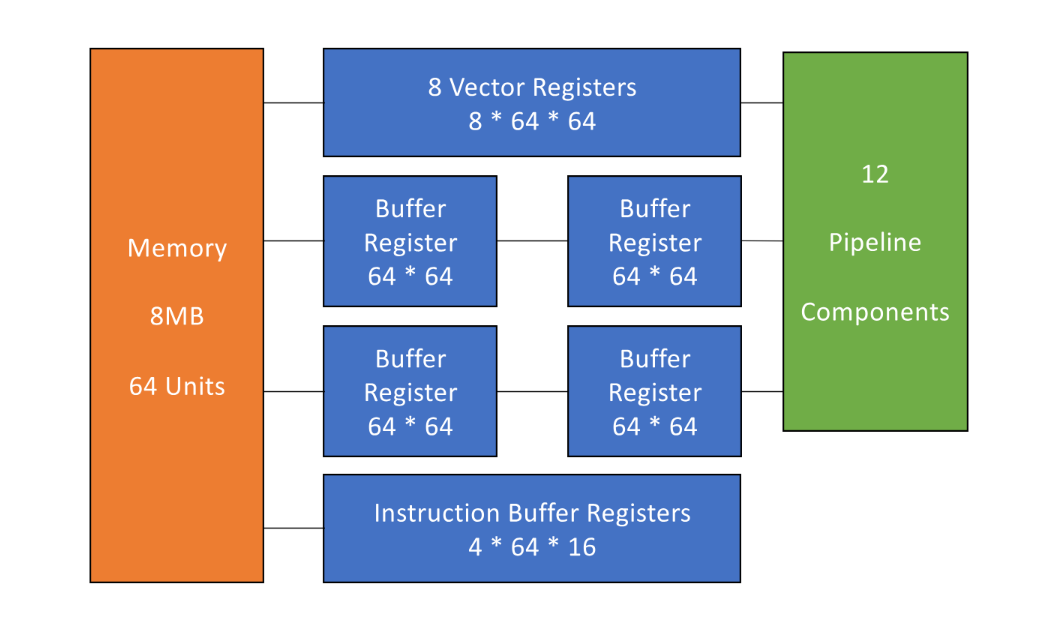 8 Vector Registers
8 * 64 * 64
Memory
8MB
64 Units
Buffer
Register
64 * 64
Buffer
Register
64 * 64
12
Pipeline
Components
Buffer
Register
64 * 64
Buffer
Register
64 * 64
Instruction Buffer Registers
4 * 64 * 16